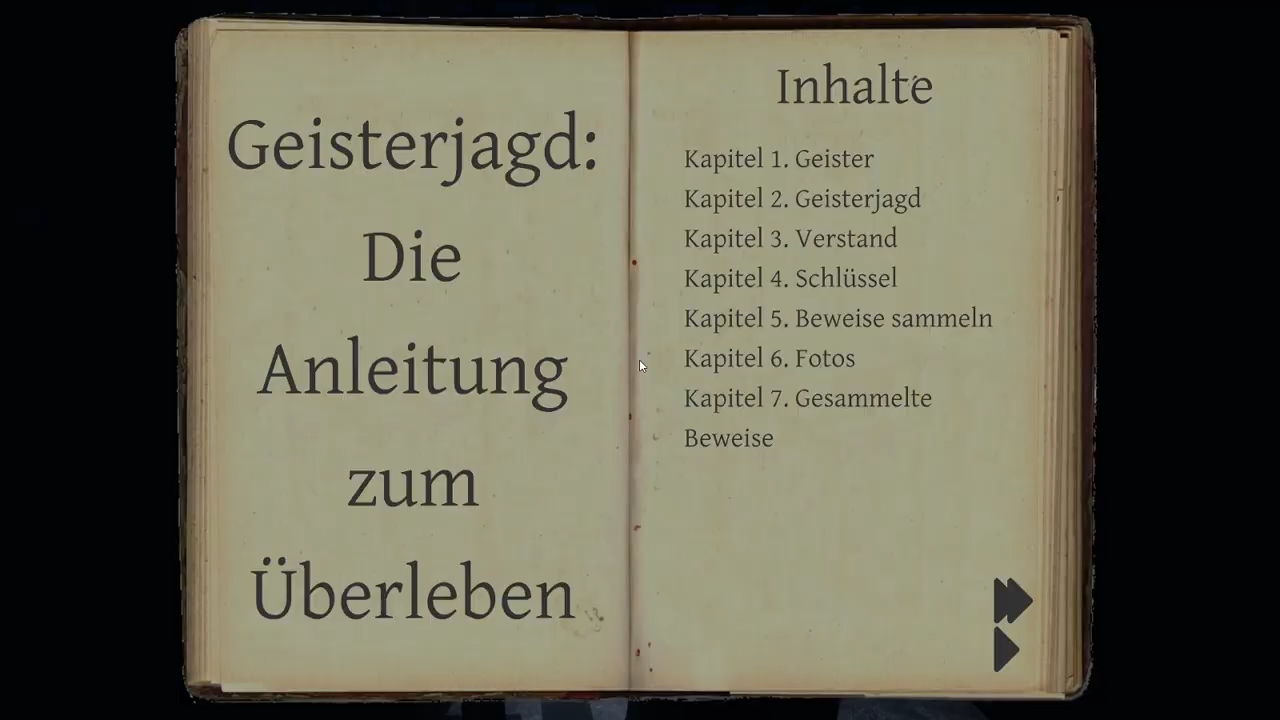 Geisterjagd:
Die
Anleitung
zum
Überleben
Inhalte
Kapitel 1. Geister
Kapitel 2. Geisterjagd
Kapitel 3. Verstand
Kapitel 4. Schlüssel
Kapitel 5. Beweise sammeln
Kapitel 6. Fotos
Kapitel 7. Gesammelte
Beweise